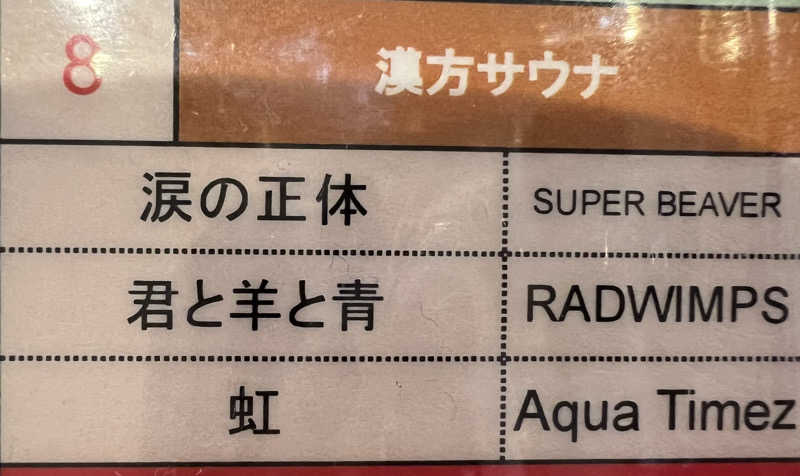 8 漢方サウナ
涙の正体 SUPER BEAVER
君と羊と青 RADWIMPS
虹 Aqua Timez